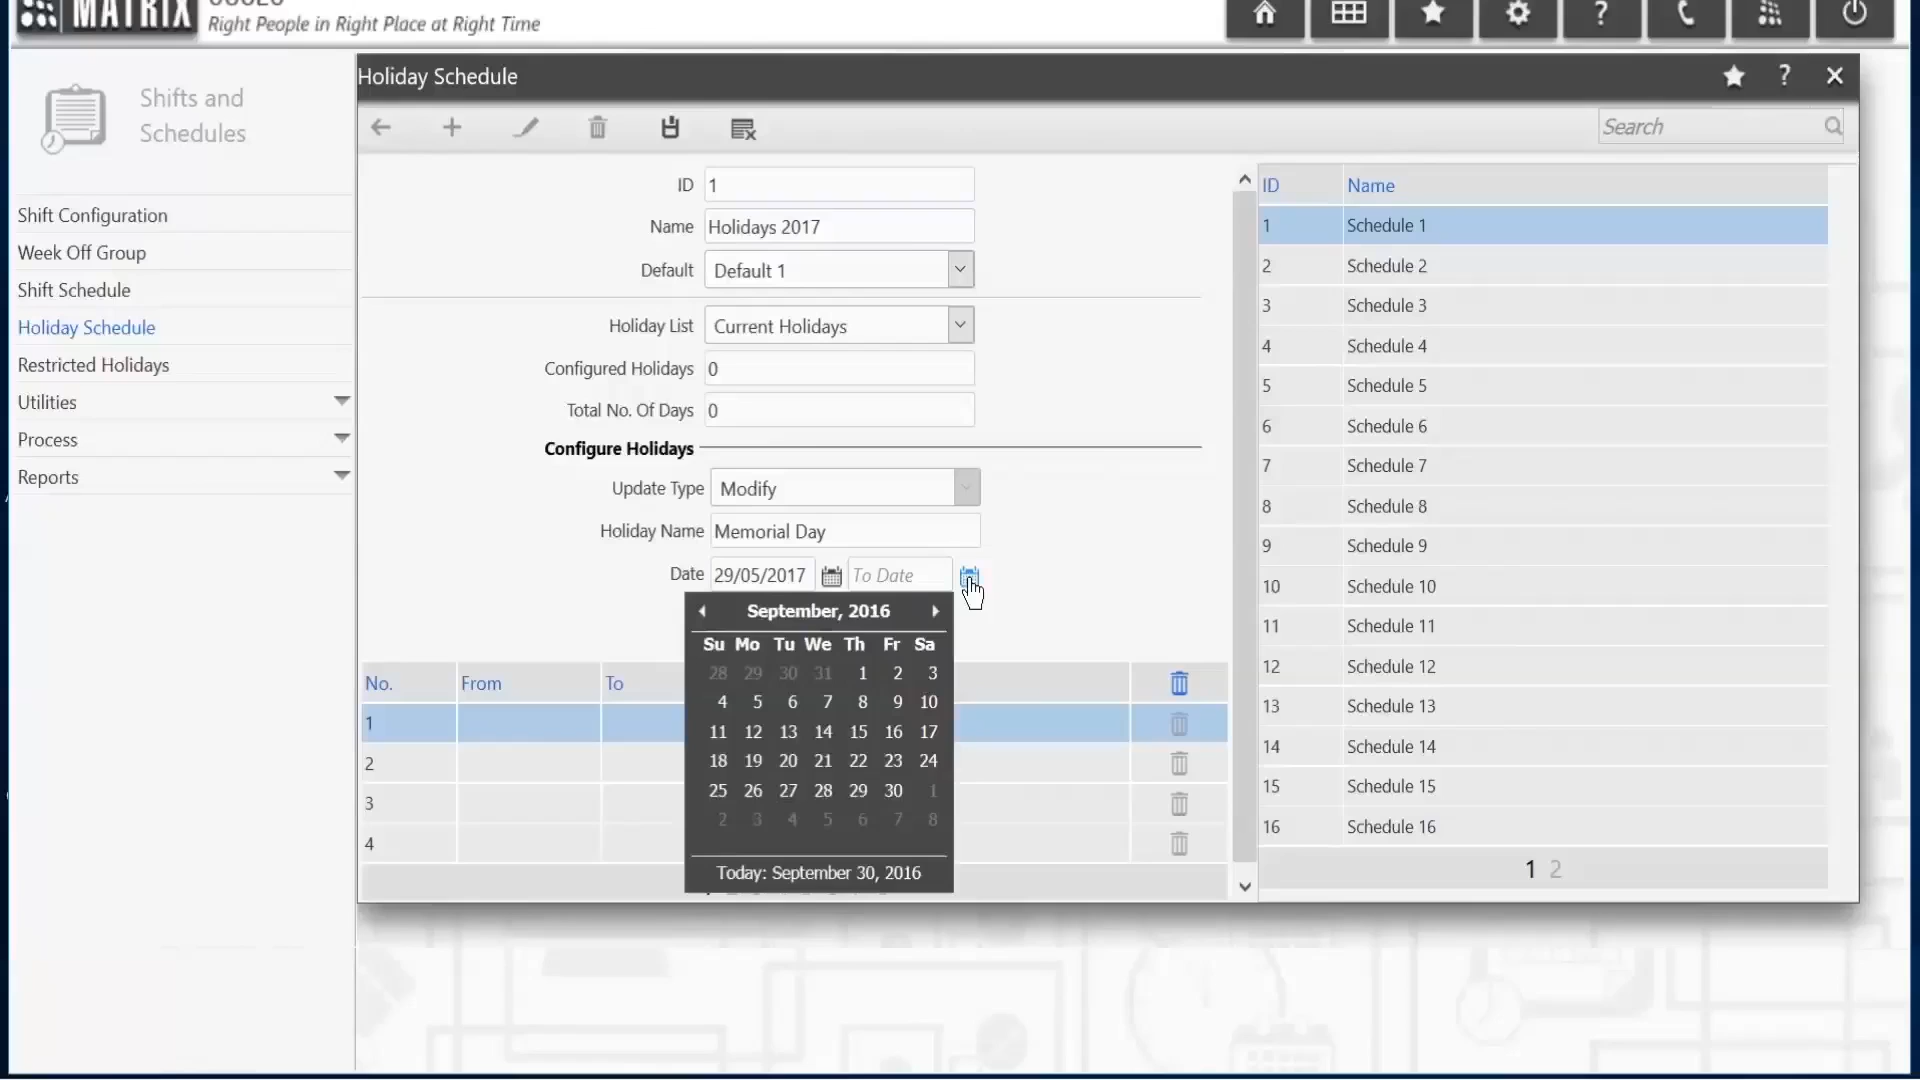 MATRIX
Right People in Right Place at Right Time
?
Shifts and
Schedules
Shift Configuration
Week Off Group
Shift Schedule
Holiday Schedule
Restricted Holidays
Utilities
Process
Reports
Holiday Schedule
?
Search
ID 1
Name Holidays 2017
Default Default 1
Holiday List Current Holidays
Configured Holidays 0
Total No. Of Days 0
Configure Holidays
Update Type Modify
Holiday Name Memorial Day
Date 29/05/2017 To Date
September, 2016
Su Mo Tu We Th Fr Sa
28 29 30 31 1 2 3
4 5 6 7 8 9 10
11 12 13 14 15 16 17
18 19 20 21 22 23 24
25 26 27 28 29 30 1
2 3 4 5 6 7 8
Today: September 30, 2016
No. From To
1
2
3
4
ID Name
1 Schedule 1
2 Schedule 2
3 Schedule 3
4 Schedule 4
5 Schedule 5
6 Schedule 6
7 Schedule 7
8 Schedule 8
9 Schedule 9
10 Schedule 10
11 Schedule 11
12 Schedule 12
13 Schedule 13
14 Schedule 14
15 Schedule 15
16 Schedule 16
1 2